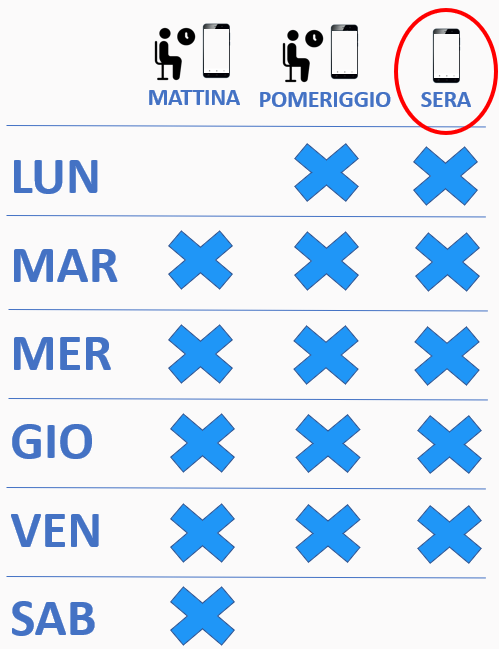 MATTINA POMERIGGIO SERA
LUN
MAR
MER
GIO
VEN
SAB